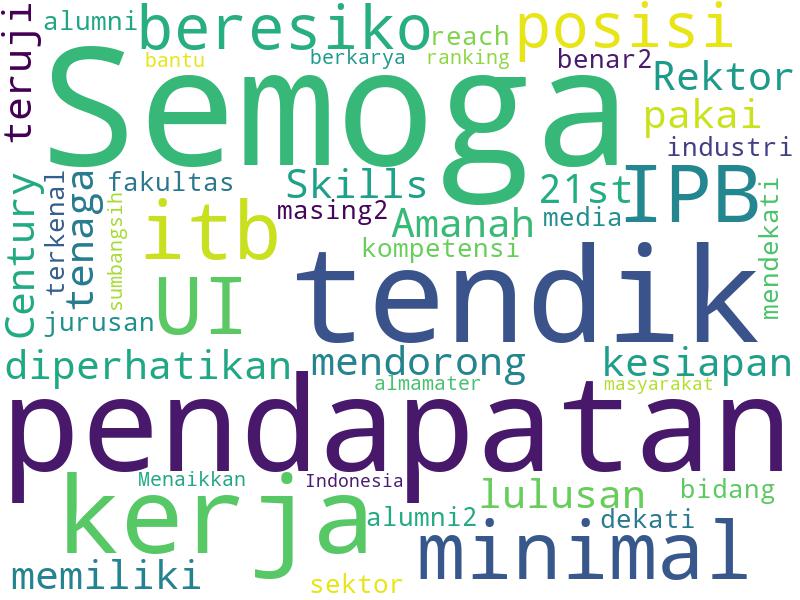 teruji
alumni
beresiko
reach
posisi
bantu
berkarya
ranking
benar2
Semoga
Rektor
pakai
industri
Century
terkenal
tenaga
sumbangsih
fakultas
masing2
Skills
21st
IPB
itb
Amanah
media
kompetensi
mendekati
jurusan
UI
tendik
diperhatikan
mendorong
kesiapan
almamater
masyarakat
pendapatan
Menaikkan
Indonesia
kerja
lulusan
bidang
alumni2
dekati
minimal
memiliki
sektor